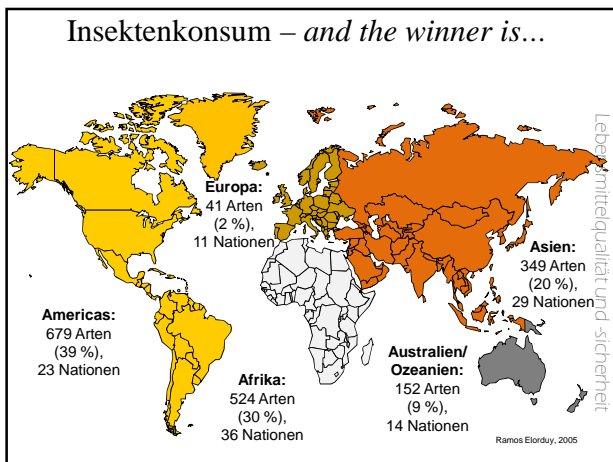 Insektenkonsum – and the winner is...
Lebensmittelqualität und -sicherheit
Europa:
41 Arten
(2 %),
11 Nationen
Asien:
349 Arten
(20 %),
29 Nationen
Americas:
679 Arten
(39 %),
23 Nationen
Afrika:
524 Arten
(30 %),
36 Nationen
Australien/
Ozeanien:
152 Arten
(9 %),
14 Nationen
Ramos Elorduy, 2005